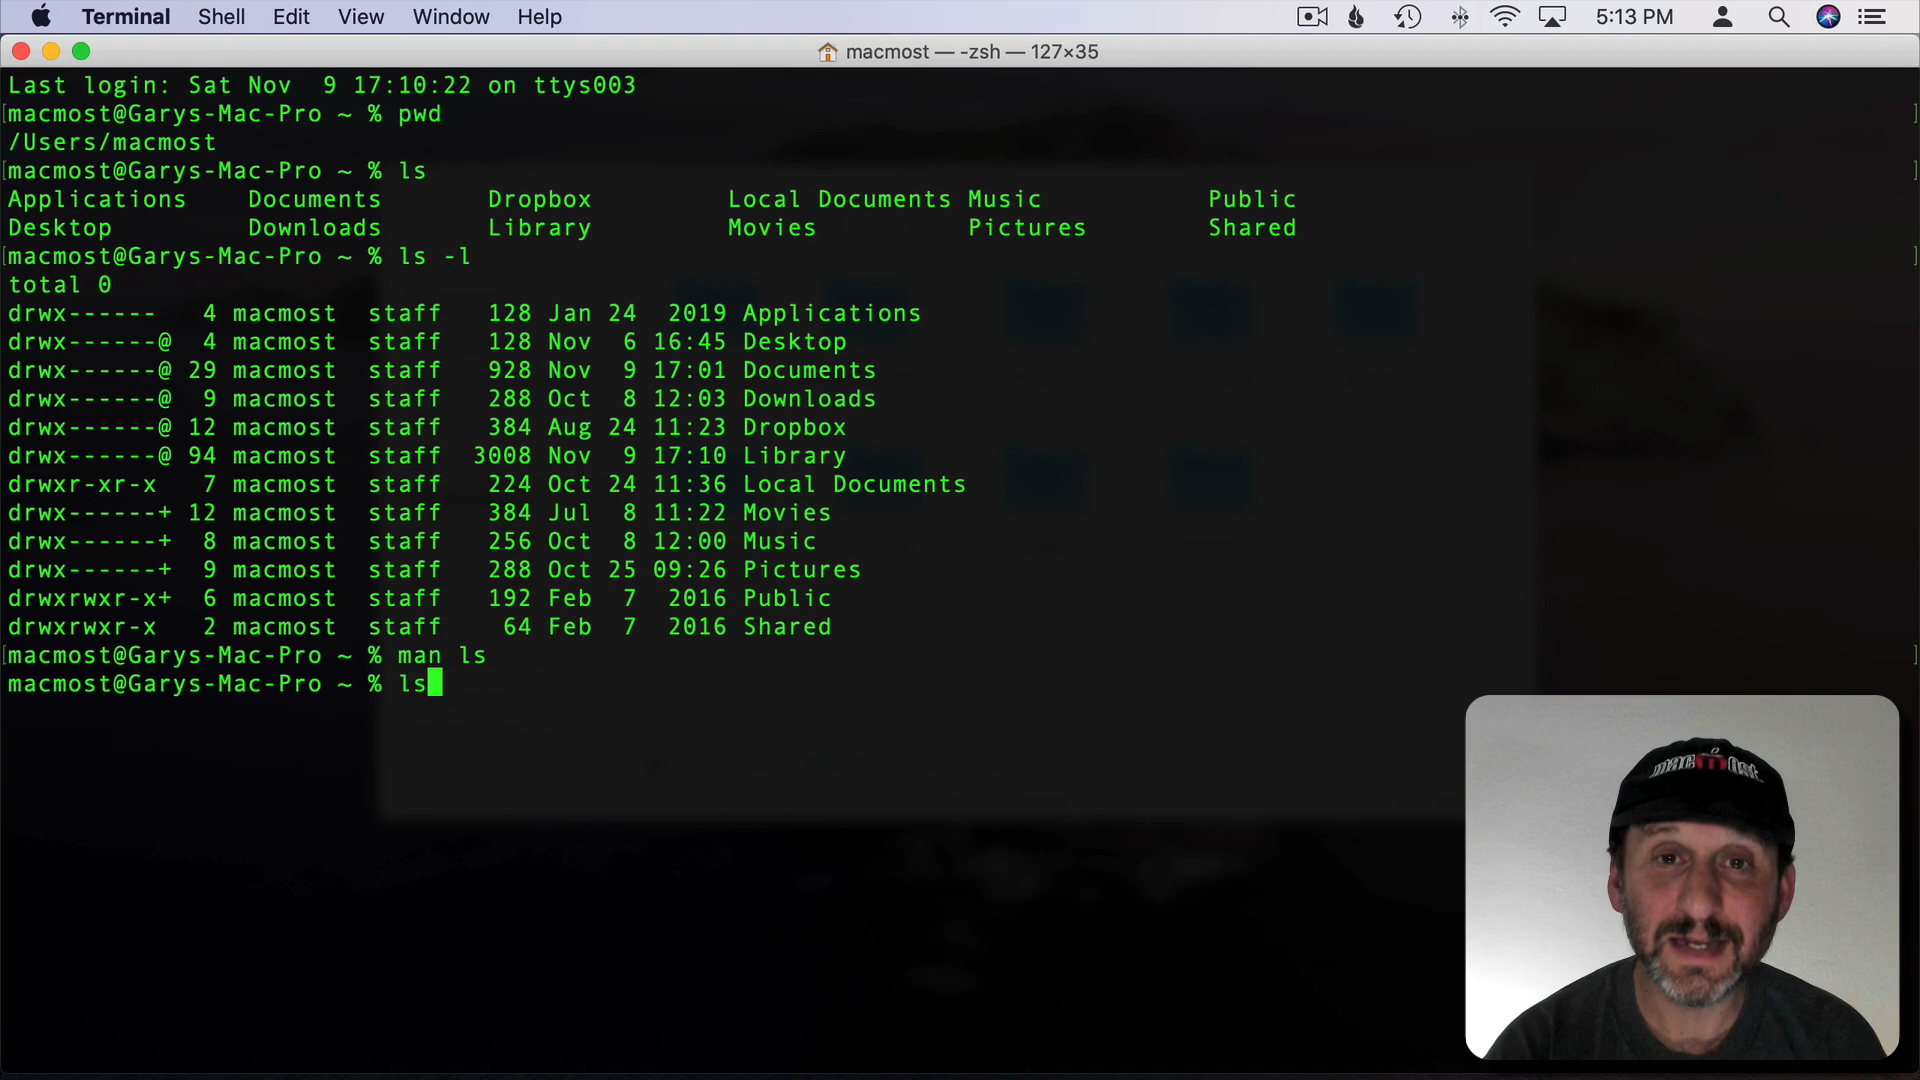 Terminal Shell Edit View Window Help 5:13 PM
macmost — -zsh — 127×35
Last login: Sat Nov  9 17:10:22 on ttys003
[macmost@Garys-Mac-Pro ~ % pwd ]
/Users/macmost
[macmost@Garys-Mac-Pro ~ % ls ]
Applications Documents Dropbox Local Documents Music Public
Desktop Downloads Library Movies Pictures Shared
[macmost@Garys-Mac-Pro ~ % ls -l ]
total 0
drwx------   4 macmost  staff   128 Jan 24  2019 Applications
drwx------@  4 macmost  staff   128 Nov  6 16:45 Desktop
drwx------@ 29 macmost  staff   928 Nov  9 17:01 Documents
drwx------@  9 macmost  staff   288 Oct  8 12:03 Downloads
drwx------@ 12 macmost  staff   384 Aug 24 11:23 Dropbox
drwx------@ 94 macmost  staff  3008 Nov  9 17:10 Library
drwxr-xr-x   7 macmost  staff   224 Oct 24 11:36 Local Documents
drwx------+ 12 macmost  staff   384 Jul  8 11:22 Movies
drwx------+  8 macmost  staff   256 Oct  8 12:00 Music
drwx------+  9 macmost  staff   288 Oct 25 09:26 Pictures
drwxrwxr-x+  6 macmost  staff   192 Feb  7  2016 Public
drwxrwxr-x   2 macmost  staff    64 Feb  7  2016 Shared
[macmost@Garys-Mac-Pro ~ % man ls ]
macmost@Garys-Mac-Pro ~ % ls
macmost